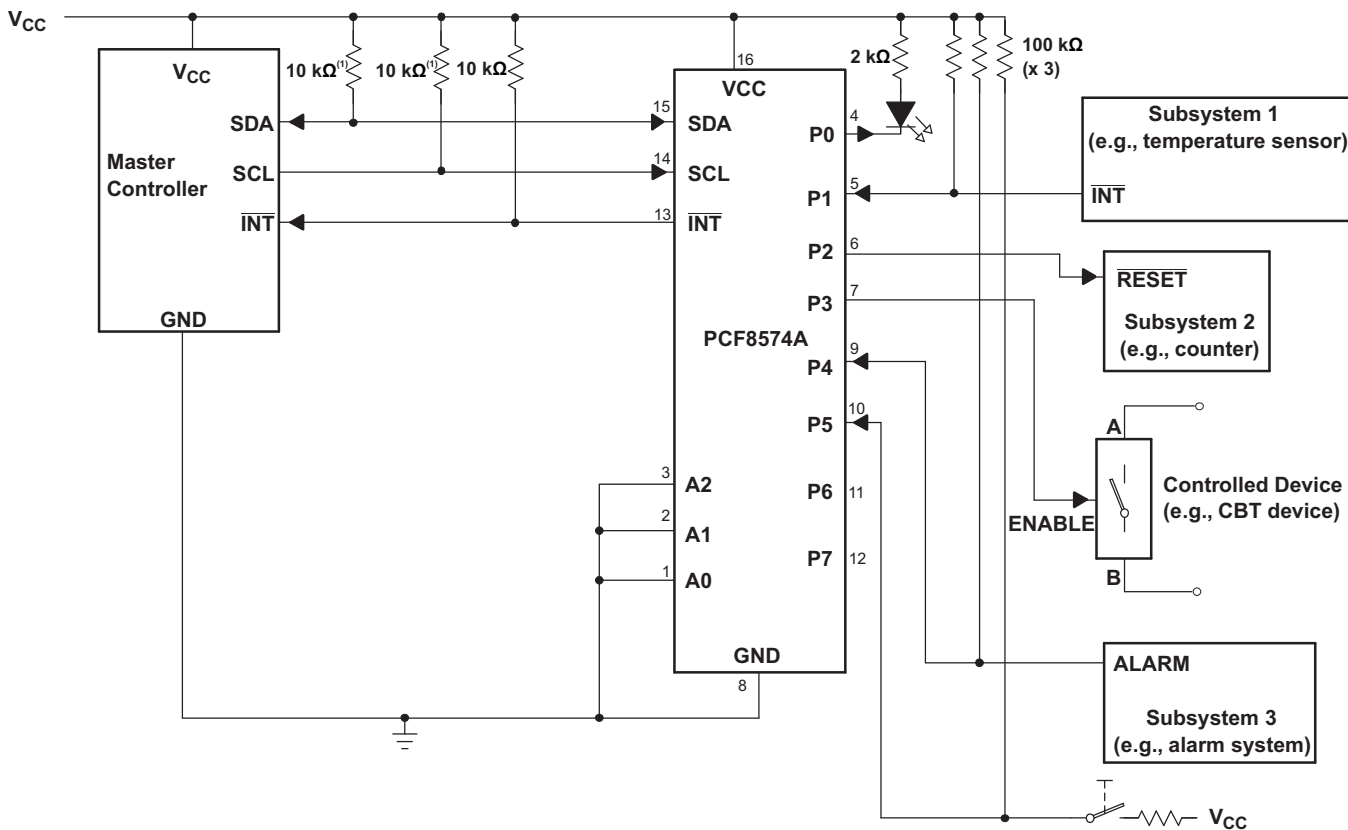 VCC
VCC
10 kΩ(1)
10 kΩ(1)
10 kΩ
16
VCC
2 kΩ
100 kΩ
(x 3)
SDA
15
SDA
P0
4
Subsystem 1
(e.g., temperature sensor)
INT
Master
Controller
SCL
14
SCL
P1
5
INT
13
INT
P2
6
RESET
Subsystem 2
(e.g., counter)
P3
7
GND
PCF8574A
P4
9
P5
10
A
Controlled Device
(e.g., CBT device)
ENABLE
B
3
A2
P6
11
2
A1
P7
12
1
A0
GND
8
ALARM
Subsystem 3
(e.g., alarm system)
VCC